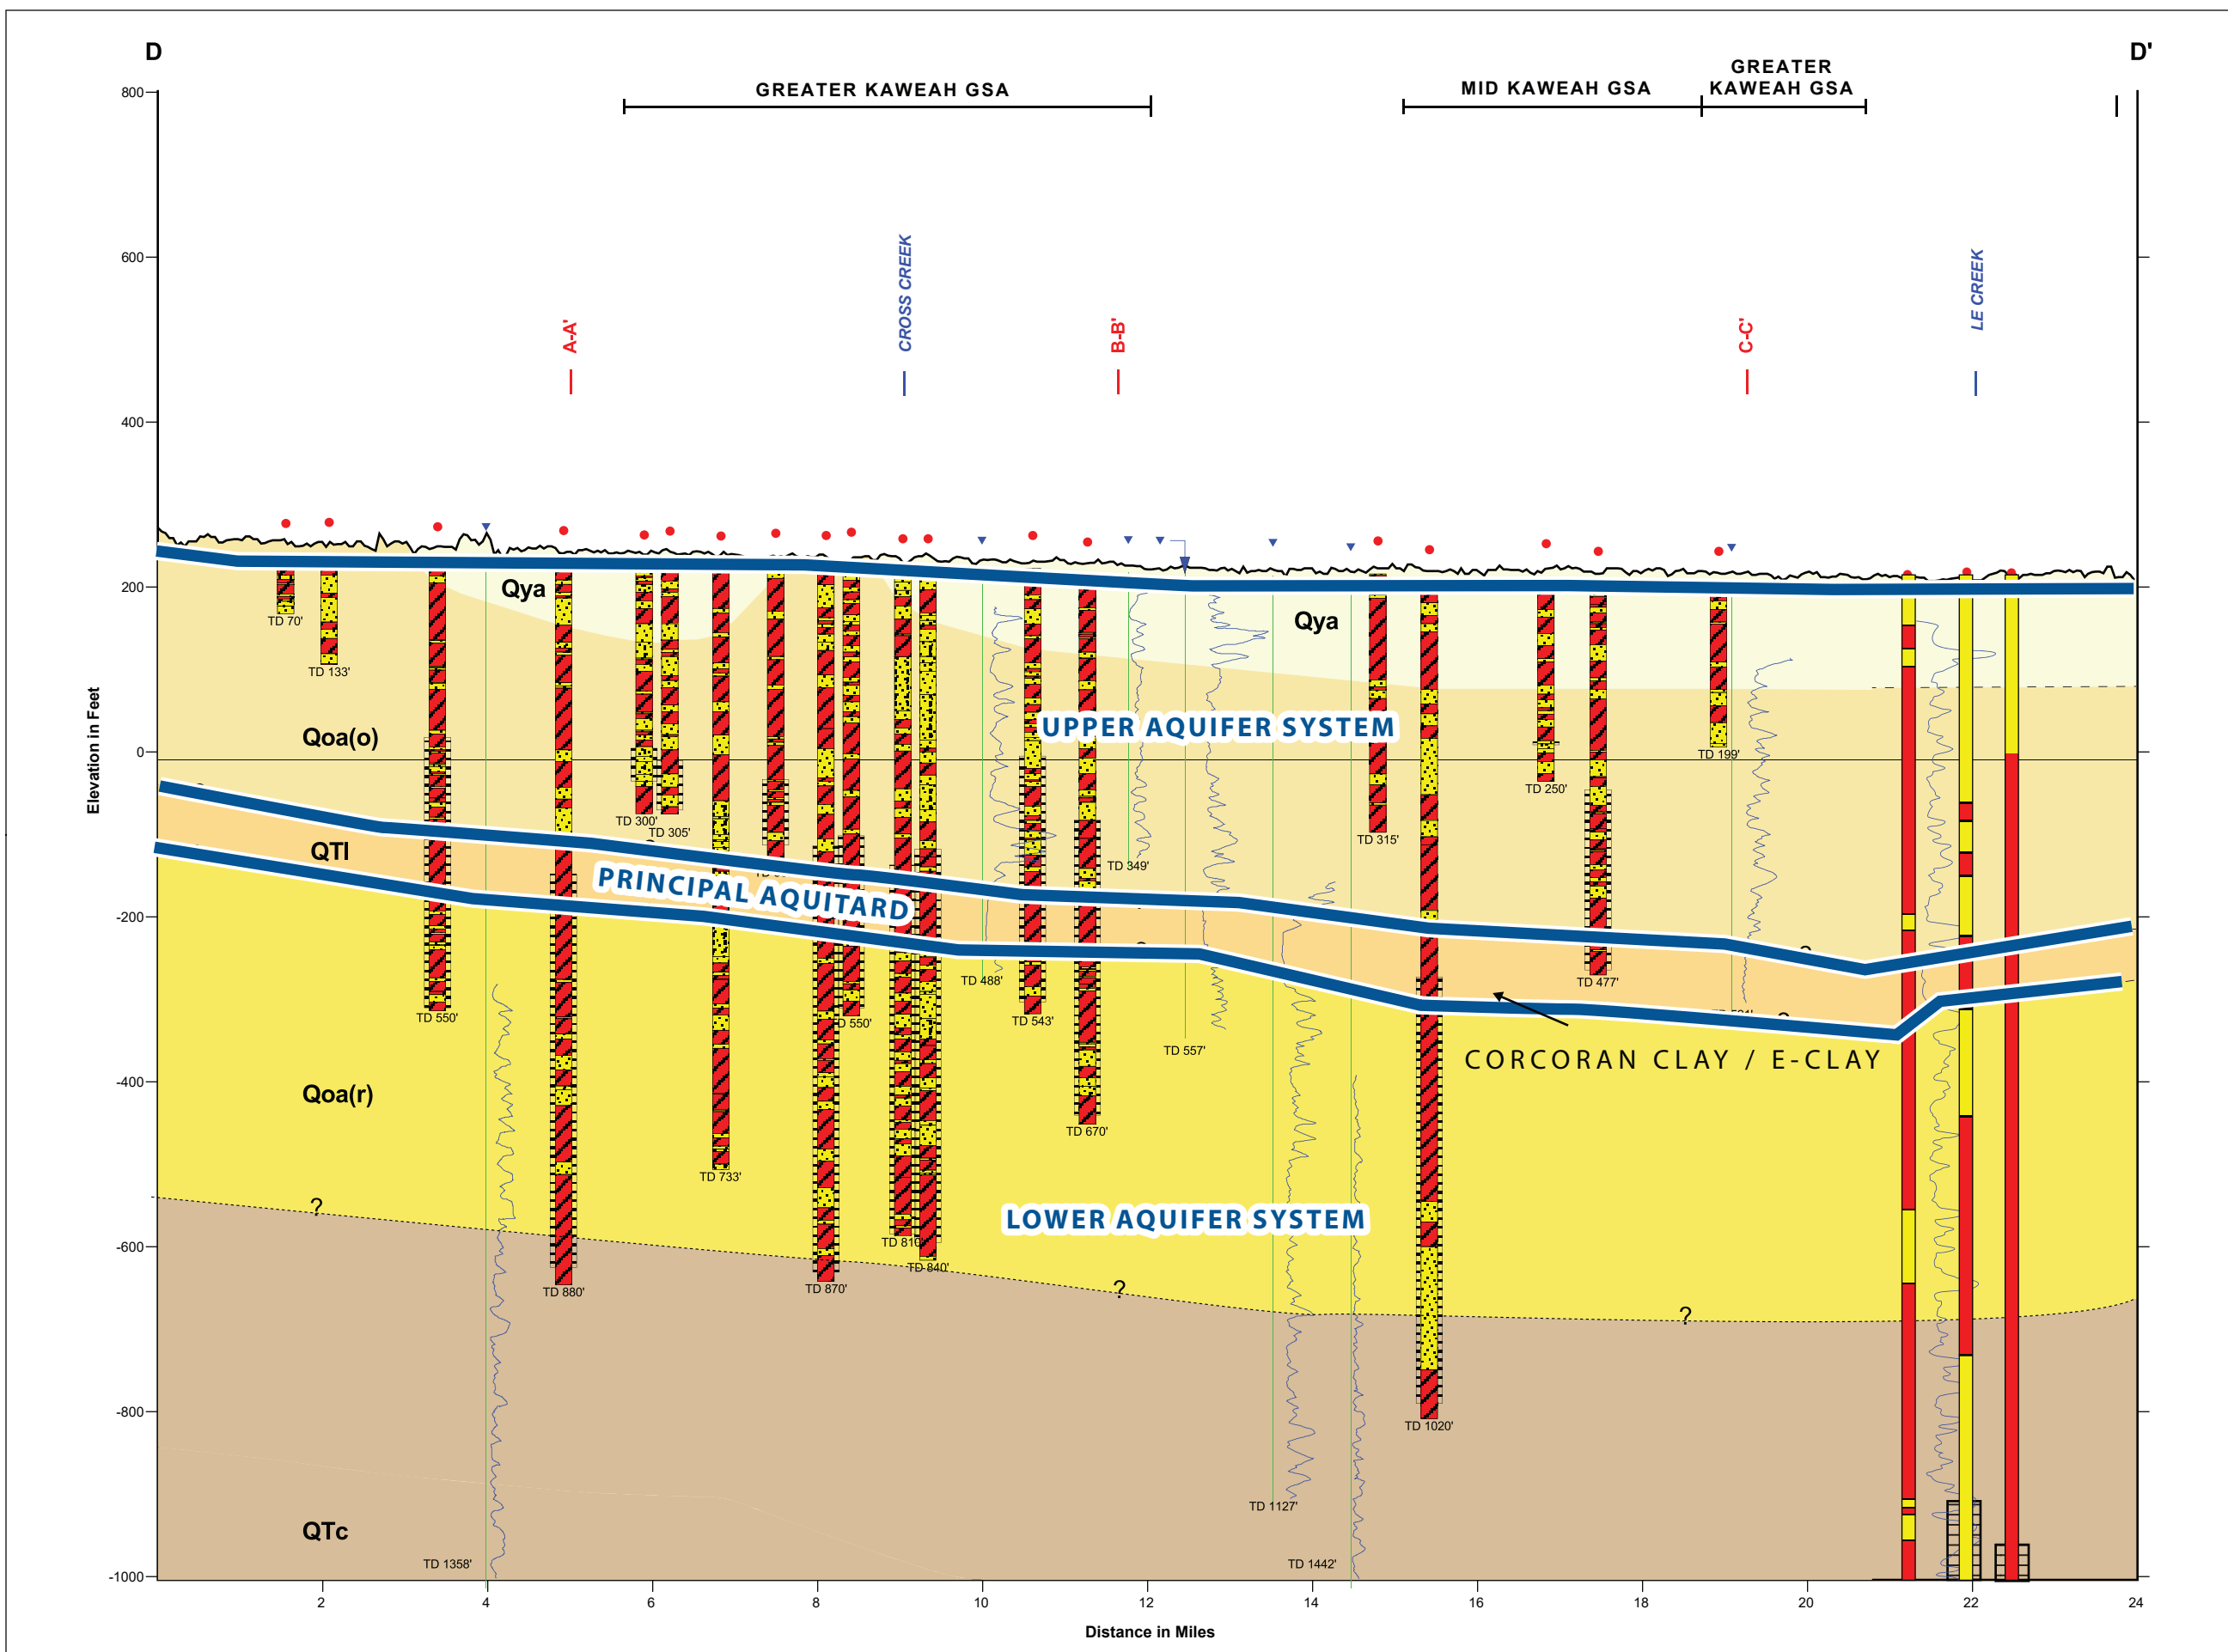 D
D'
GREATER KAWEAH GSA
MID KAWEAH GSA
GREATER
KAWEAH GSA
800
600
400
200
0
-200
-400
-600
-800
-1000
Elevation in Feet
A-A'
CROSS CREEK
B-B'
C-C'
LE CREEK
Qya
Qya
TD 70'
TD 133'
Qoa(o)
UPPER AQUIFER SYSTEM
TD 199'
TD 250'
TD 300'
TD 305'
TD 315'
QTl
TD 349'
PRINCIPAL AQUITARD
?
TD 488'
TD 477'
TD 550'
TD 550'
TD 543'
TD 557'
CORCORAN CLAY / E-CLAY
Qoa(r)
TD 670'
TD 733'
?
LOWER AQUIFER SYSTEM
TD 810'
TD 840'
TD 880'
TD 870'
?
?
TD 1020'
TD 1127'
QTc
TD 1358'
TD 1442'
2
4
6
8
10
12
14
16
18
20
22
24
Distance in Miles